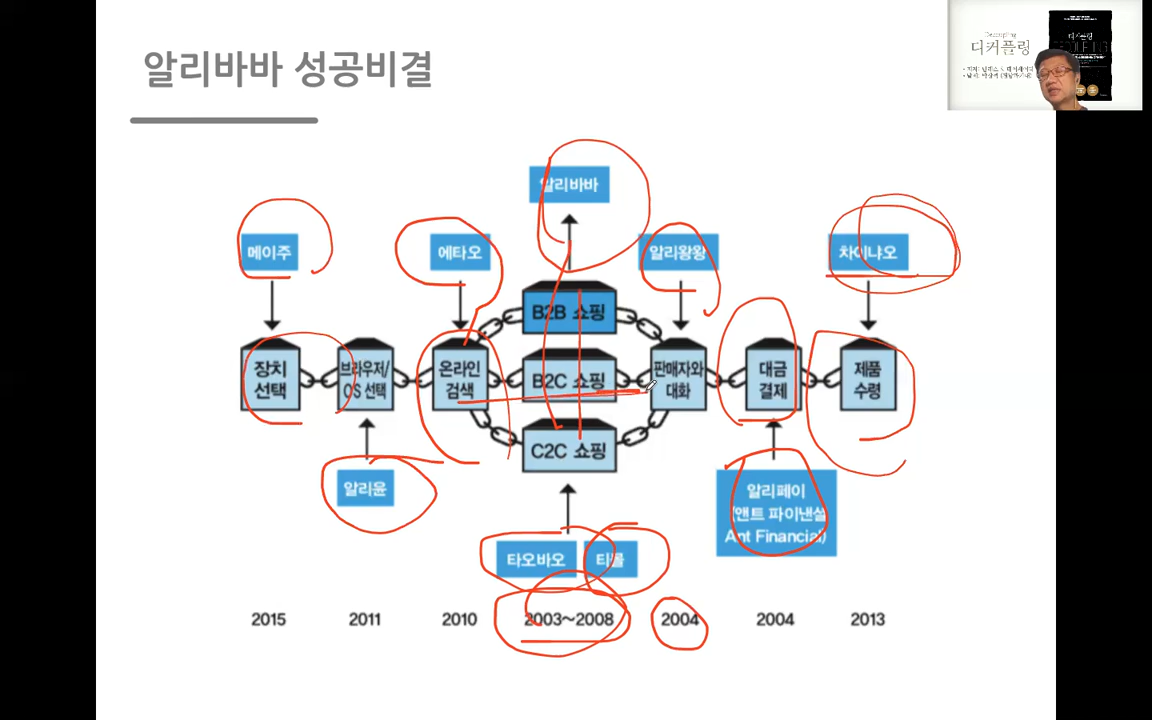 알리바바 성공비결
디커플링
알리바바
메이주
에타오
알리왕왕
차이냐오
B2B 쇼핑
장치
선택
브라우저/
OS 선택
온라인
검색
B2C 쇼핑
판매자와
대화
대금
결제
제품
수령
C2C 쇼핑
알리윤
알리페이
(앤트 파이낸셜
Ant Financial)
타오바오
티몰
2015
2011
2010
2003~2008
2004
2004
2013